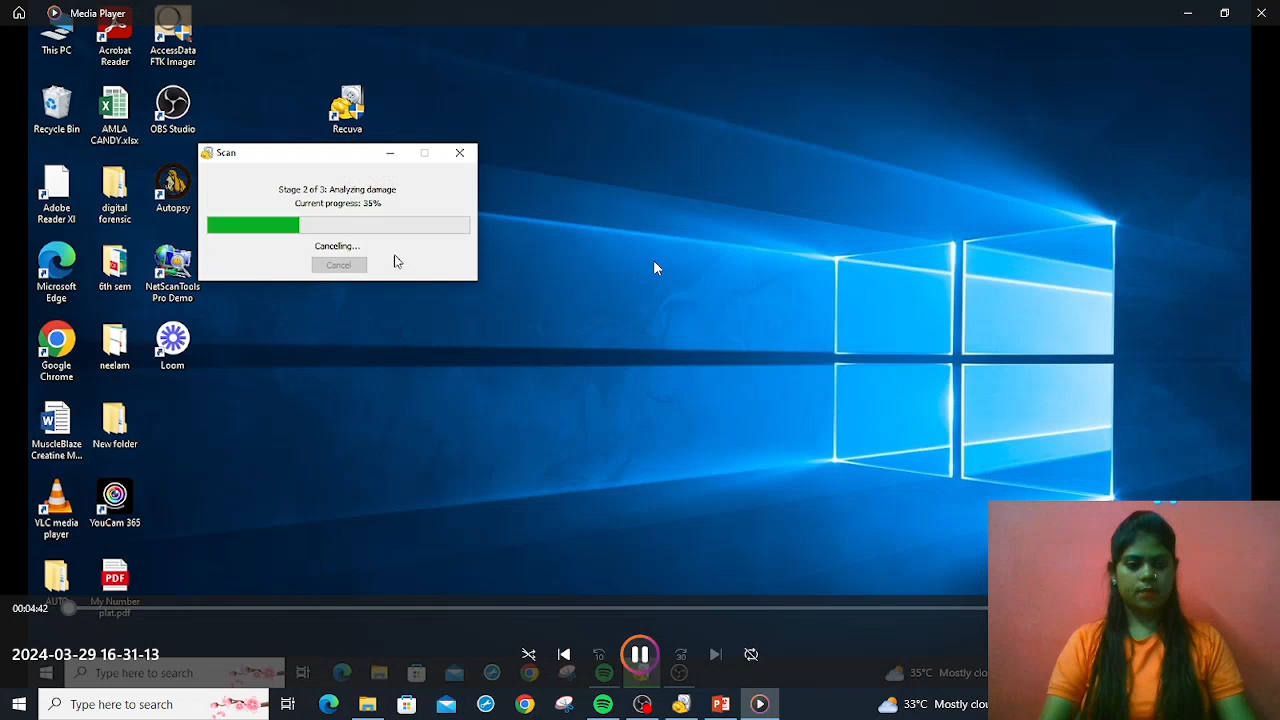 Media Player
This PC
Acrobat
Reader
AccessData
FTK Imager
Recycle Bin
AMLA
CANDY.xlsx
OBS Studio
Recuva
Scan
Stage 2 of 3: Analyzing damage
Current progress: 35%
Cancelling...
Cancel
Adobe
Reader XI
digital
forensic
Autopsy
Microsoft
Edge
6th sem
NetScanTools
Pro Demo
Google
Chrome
neelam
Loom
MuscleBlaze
Creatine M...
New folder
VLC media
player
YouCam 365
PDF
AUTO
My Number
plat.pdf
00:04:42
2024-03-29 16-31-13
10
30
Type here to search
35°C Mostly clo
Type here to search
33°C Mostly clou